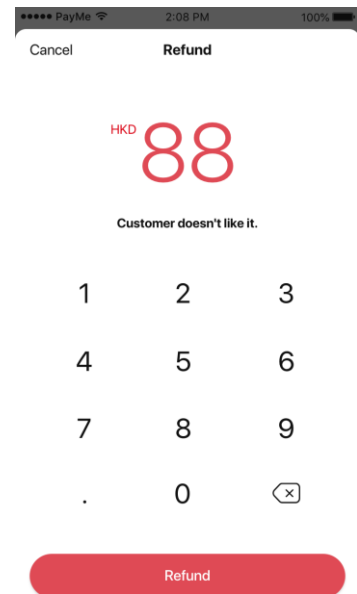 PayMe 2:08 PM 100%
Cancel Refund
HKD 88
Customer doesn't like it.
1 2 3
4 5 6
7 8 9
. 0
Refund